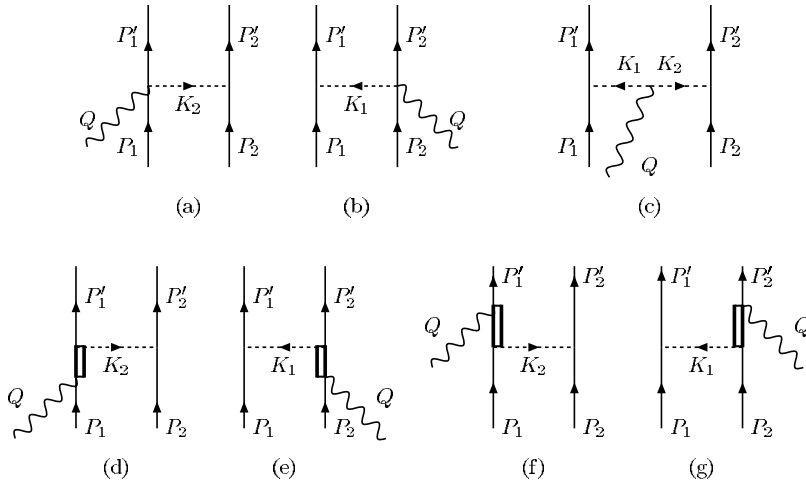 P′₁ P′₂ P′₁ P′₂ P′₁ P′₂
K₁ K₂
K₂ K₁
Q Q
P₁ P₂ P₁ P₂ P₁ P₂
Q
(a) (b) (c)
P′₁ P′₂ P′₁ P′₂ P′₁ P′₂ P′₁ P′₂
Q Q
K₂ K₁ K₂ K₁
Q Q
P₁ P₂ P₁ P₂ P₁ P₂ P₁ P₂
(d) (e) (f) (g)